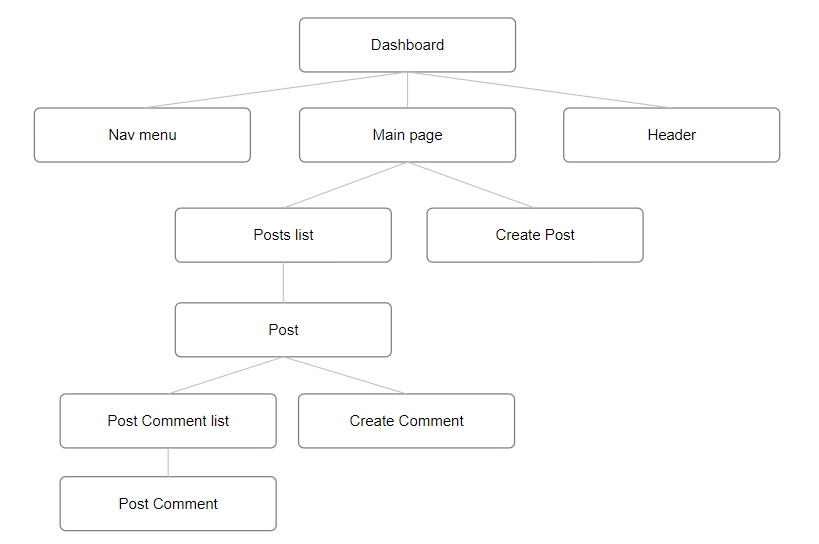 Dashboard
Nav menu
Main page
Header
Posts list
Create Post
Post
Post Comment list
Create Comment
Post Comment